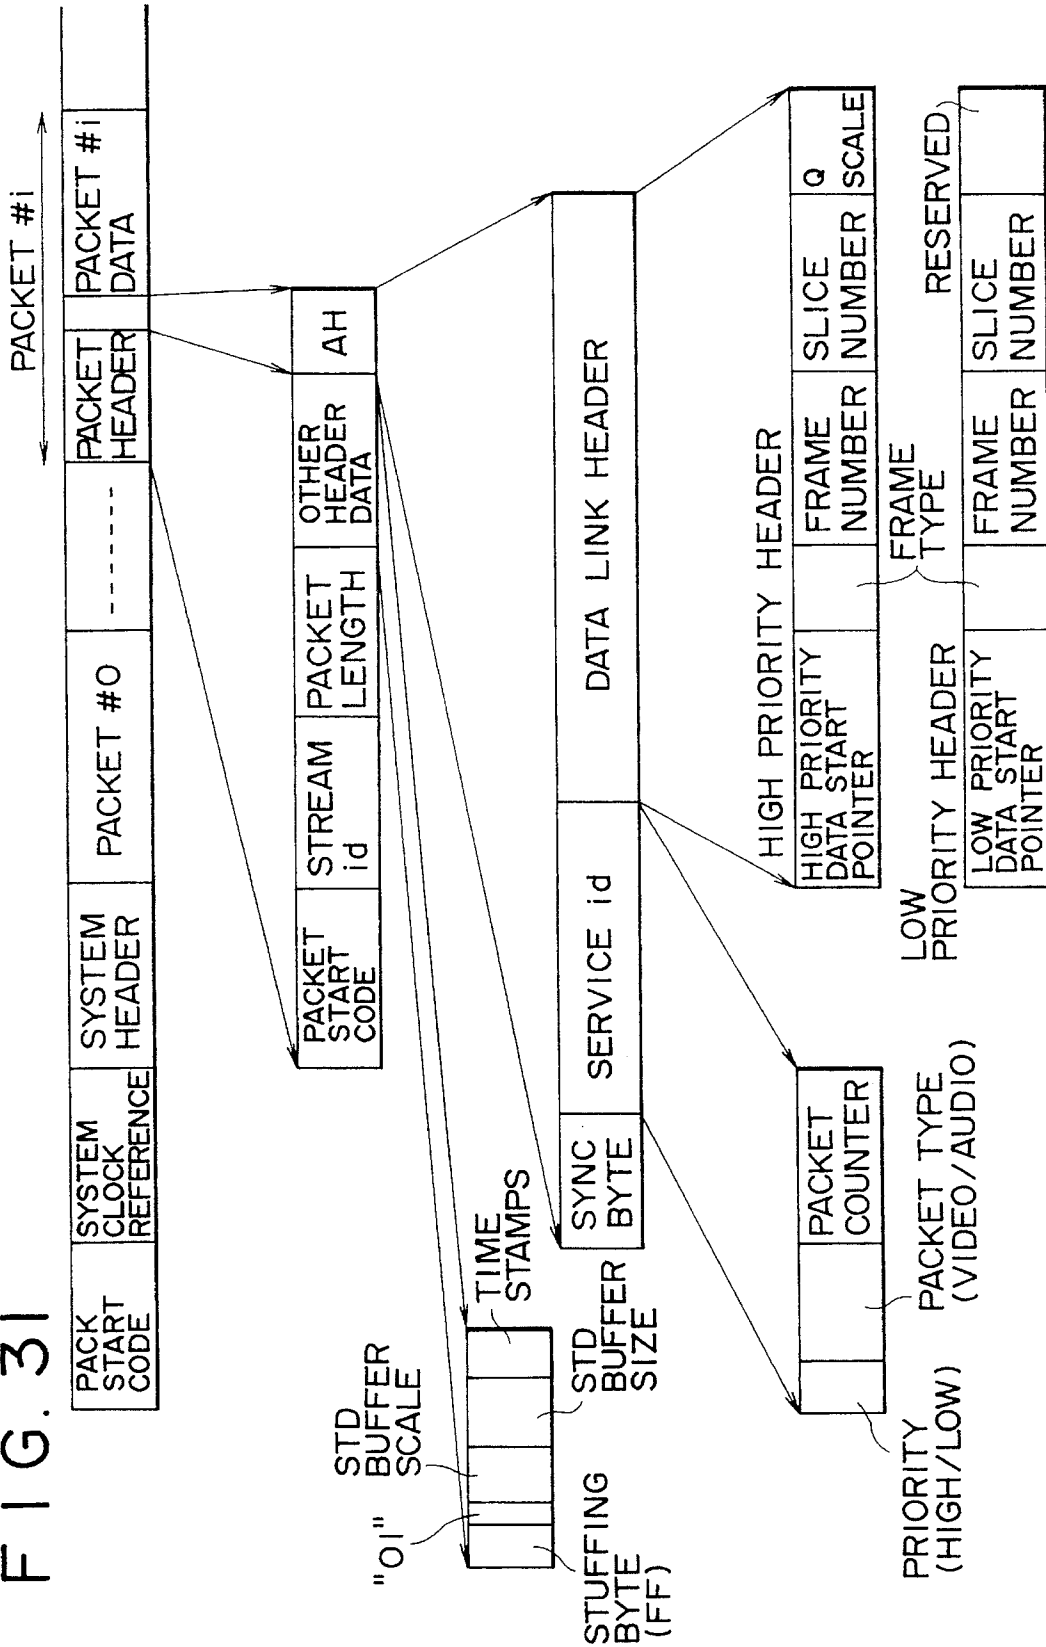 FIG. 31
PACKET #i
PACK
START
CODE
SYSTEM
CLOCK
REFERENCE
SYSTEM
HEADER
PACKET #0
-------
PACKET
HEADER
PACKET #i
DATA
PACKET
START
CODE
STREAM
id
PACKET
LENGTH
OTHER
HEADER
DATA
AH
"01"
STD
BUFFER
SCALE
STUFFING
BYTE
(FF)
STD
BUFFER
SIZE
TIME
STAMPS
SYNC
BYTE
SERVICE id
DATA LINK HEADER
PRIORITY
(HIGH/LOW)
PACKET TYPE
(VIDEO/AUDIO)
PACKET
COUNTER
HIGH PRIORITY HEADER
HIGH PRIORITY
DATA START
POINTER
FRAME
NUMBER
SLICE
NUMBER
Q
SCALE
FRAME
TYPE
LOW
PRIORITY HEADER
RESERVED
LOW PRIORITY
DATA START
POINTER
FRAME
NUMBER
SLICE
NUMBER